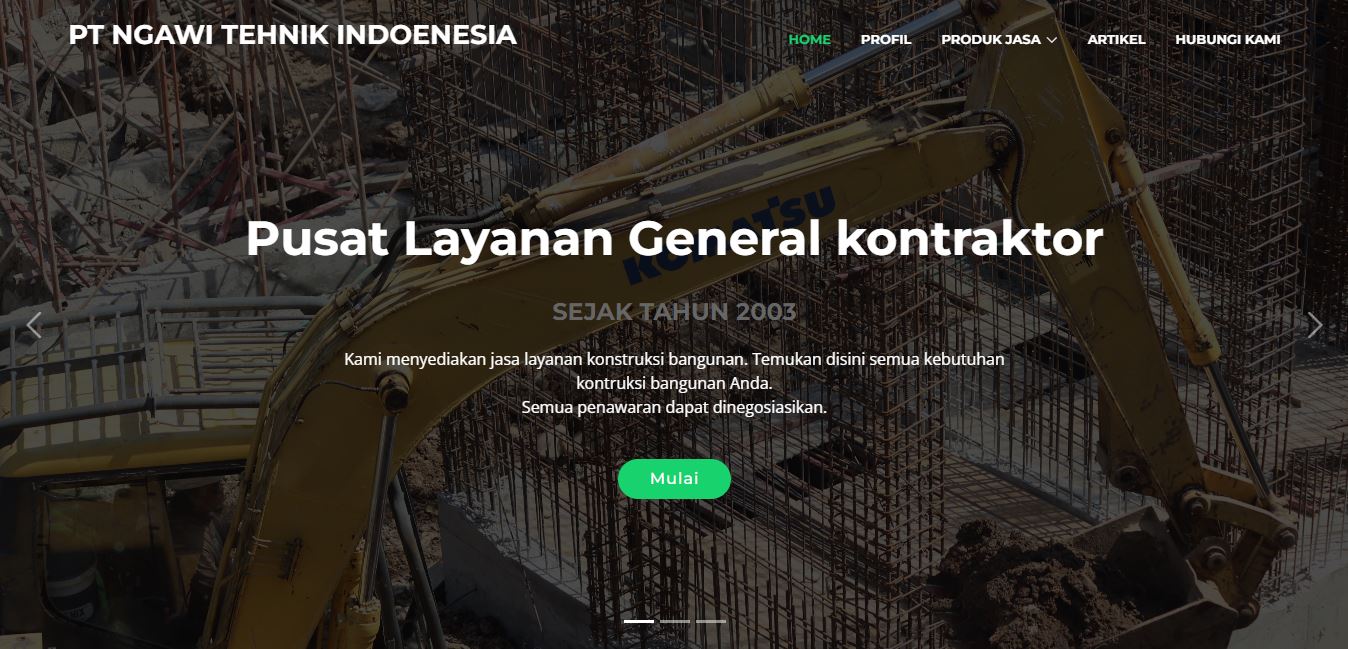 PT NGAWI TEHNIK INDOENESIA
HOME PROFIL PRODUK JASA ARTIKEL HUBUNGI KAMI
KOMATSU
Pusat Layanan General kontraktor
SEJAK TAHUN 2003
Kami menyediakan jasa layanan konstruksi bangunan. Temukan disini semua kebutuhan
kontruksi bangunan Anda.
Semua penawaran dapat dinegosiasikan.
Mulai